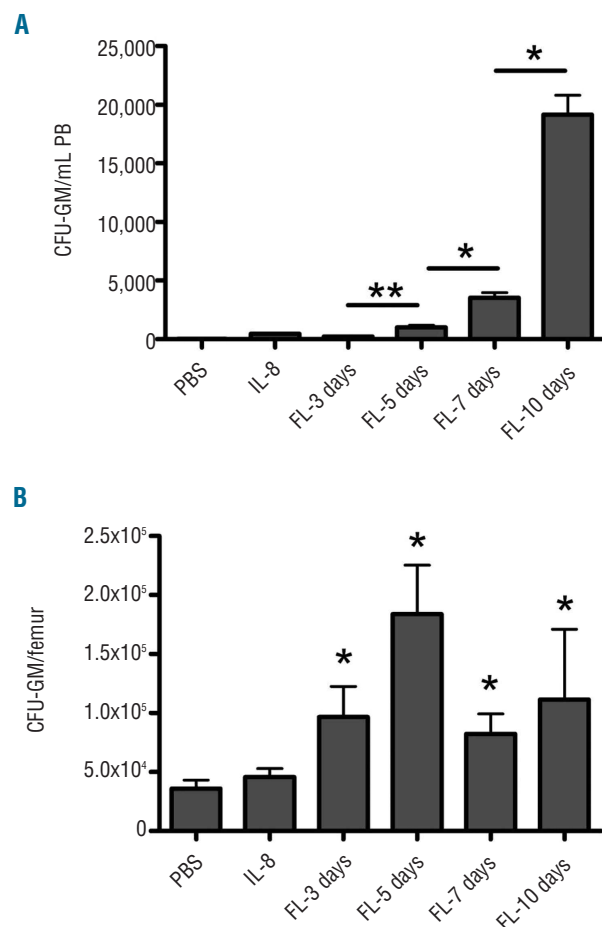 A
CFU-GM/mL PB
25,000
20,000
15,000
10,000
5,000
0
*
*
**
PBS
IL-8
FL-3 days
FL-5 days
FL-7 days
FL-10 days
B
CFU-GM/femur
2.5x10⁵
2.0x10⁵
1.5x10⁵
1.0x10⁵
5.0x10⁴
0
*
*
*
*
PBS
IL-8
FL-3 days
FL-5 days
FL-7 days
FL-10 days